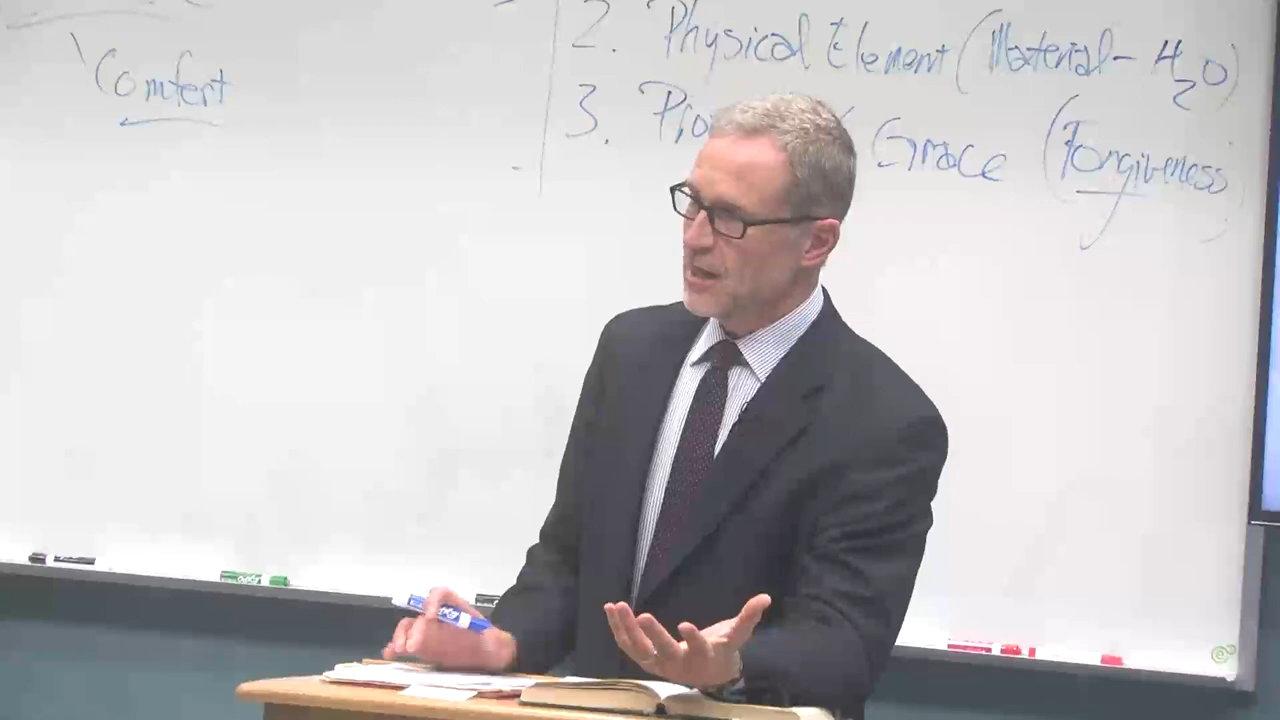 Comfort
2. Physical Element (Material - H2O)
3. Grace (Forgiveness